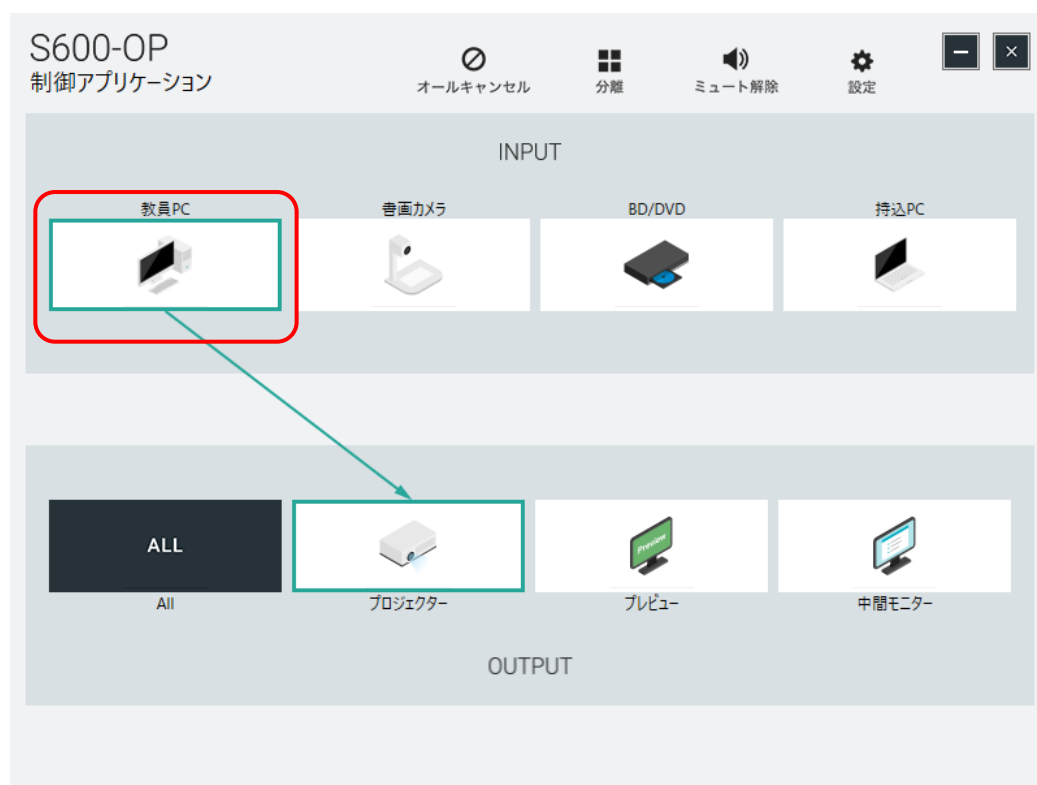 S600-OP
制御アプリケーション
オールキャンセル
分離
ミュート解除
設定
INPUT
教員PC
書画カメラ
BD/DVD
持込PC
ALL
Preview
All
プロジェクター
プレビュー
中間モニター
OUTPUT